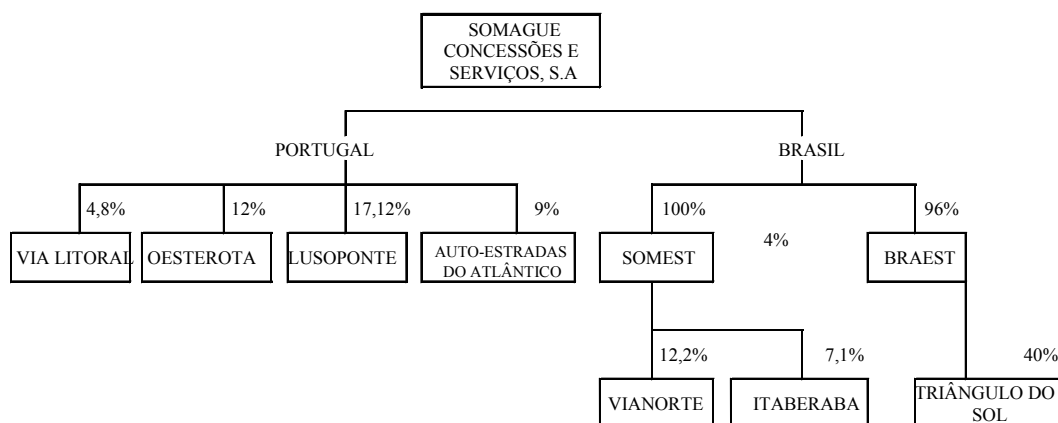 SOMAGUE
CONCESSÕES E
SERVIÇOS, S.A
PORTUGAL
BRASIL
4,8%
12%
17,12%
9%
100%
4%
96%
VIA LITORAL
OESTEROTA
LUSOPONTE
AUTO-ESTRADAS
DO ATLÂNTICO
SOMEST
BRAEST
12,2%
7,1%
40%
VIANORTE
ITABERABA
TRIÂNGULO DO
SOL